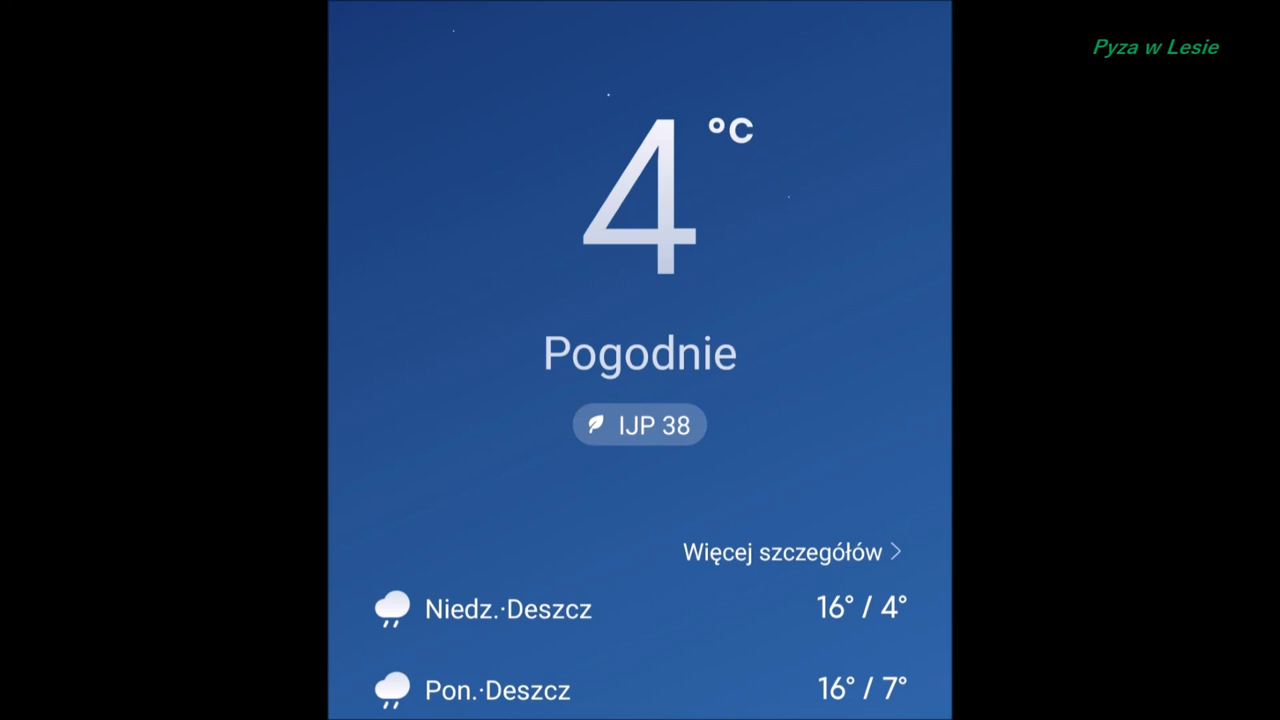 Pyza w Lesie
4 °C
Pogodnie
IJP 38
Więcej szczegółów >
Niedz.·Deszcz 16° / 4°
Pon.·Deszcz 16° / 7°